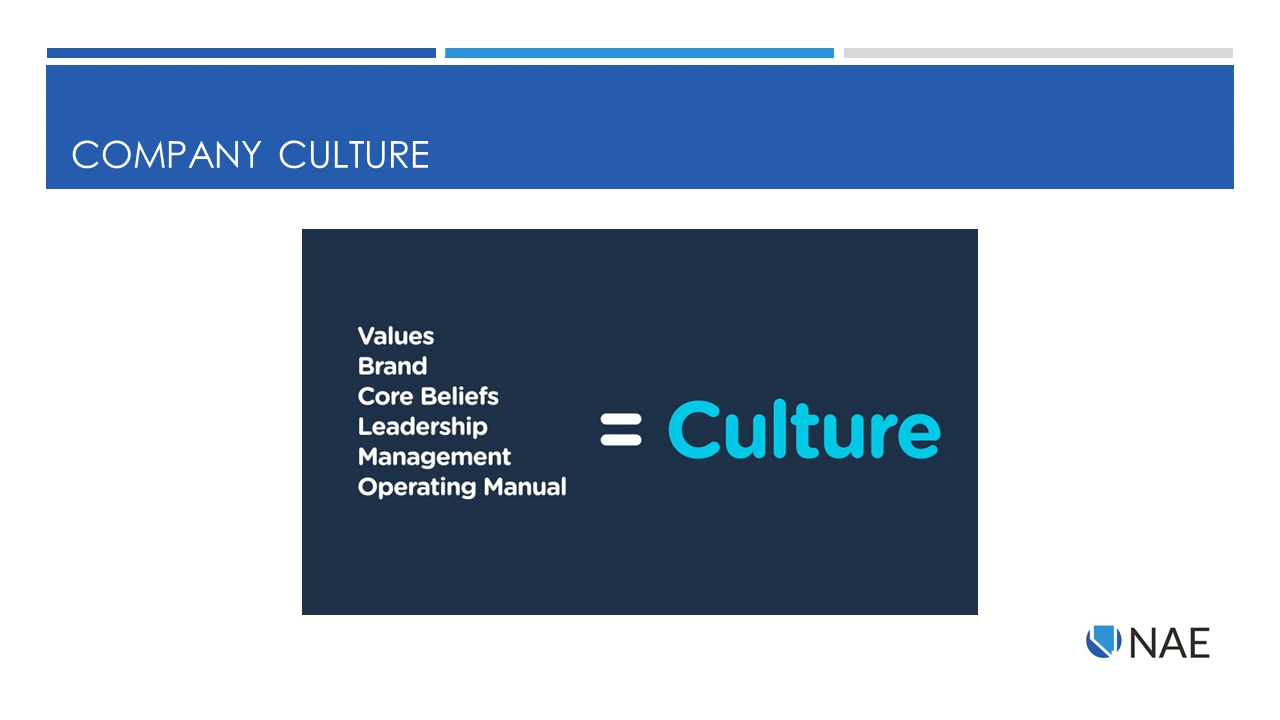 COMPANY CULTURE
Values
Brand
Core Beliefs
Leadership
Management
Operating Manual
= Culture
NAE